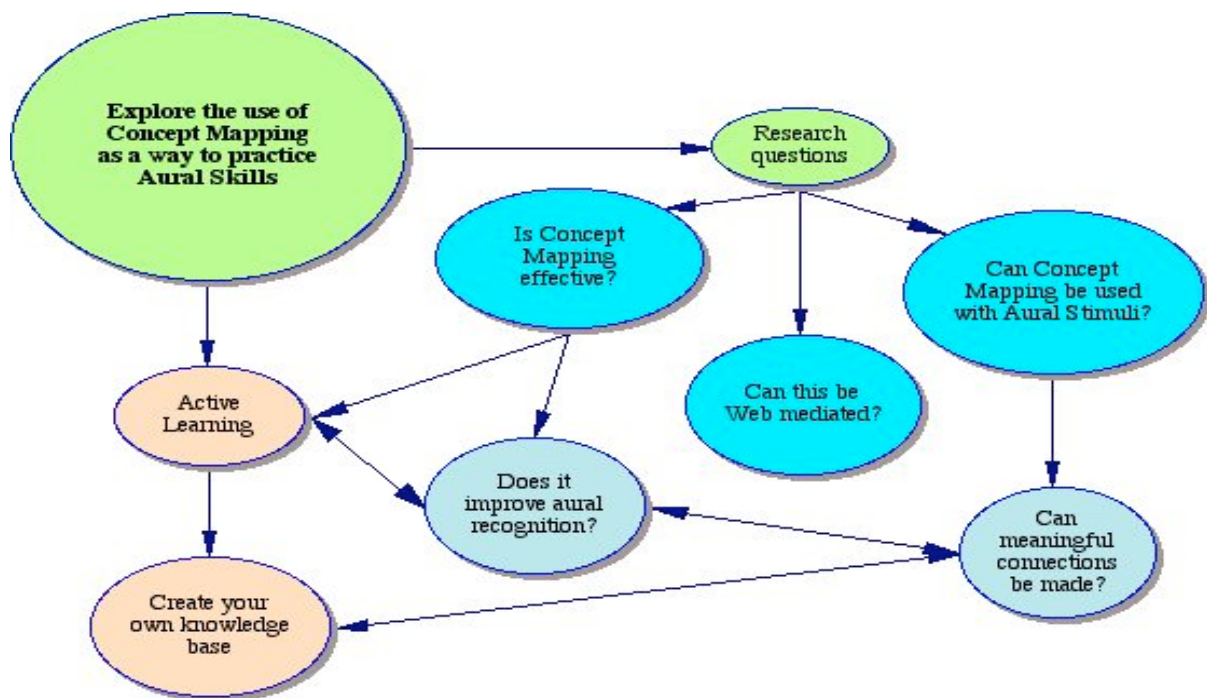 Explore the use of
Concept Mapping
as a way to practice
Aural Skills
Research
questions
Is Concept
Mapping
effective?
Can Concept
Mapping be used
with Aural Stimuli?
Can this be
Web mediated?
Active
Learning
Does it
improve aural
recognition?
Can
meaningful
connections
be made?
Create your
own knowledge
base